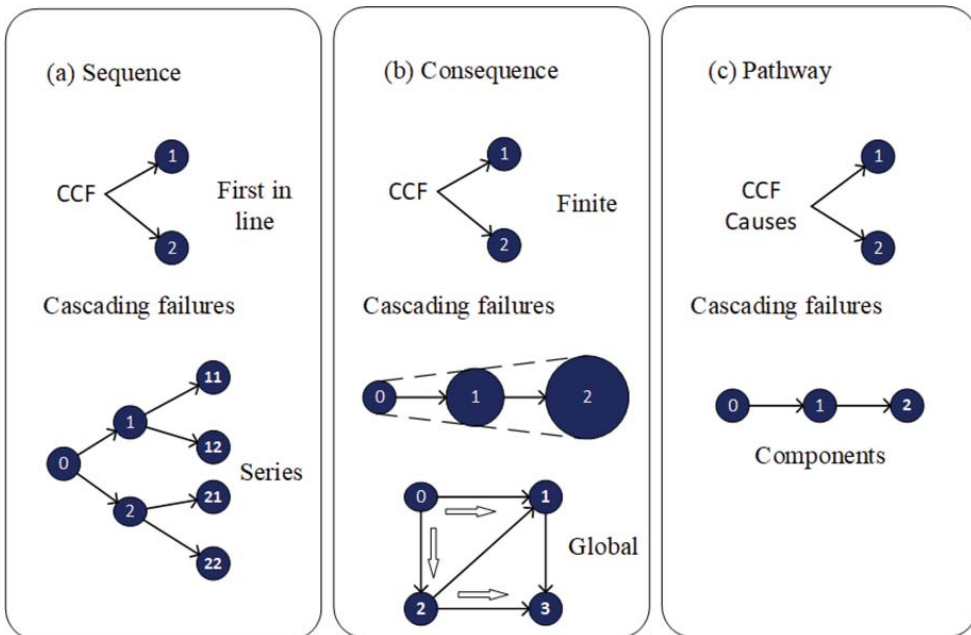 (a) Sequence
1
CCF
First in
line
2
Cascading failures
11
1
12
0
Series
21
2
22
(b) Consequence
1
CCF
Finite
2
Cascading failures
0
1
2
0
1
Global
2
3
(c) Pathway
1
CCF
Causes
2
Cascading failures
0
1
2
Components